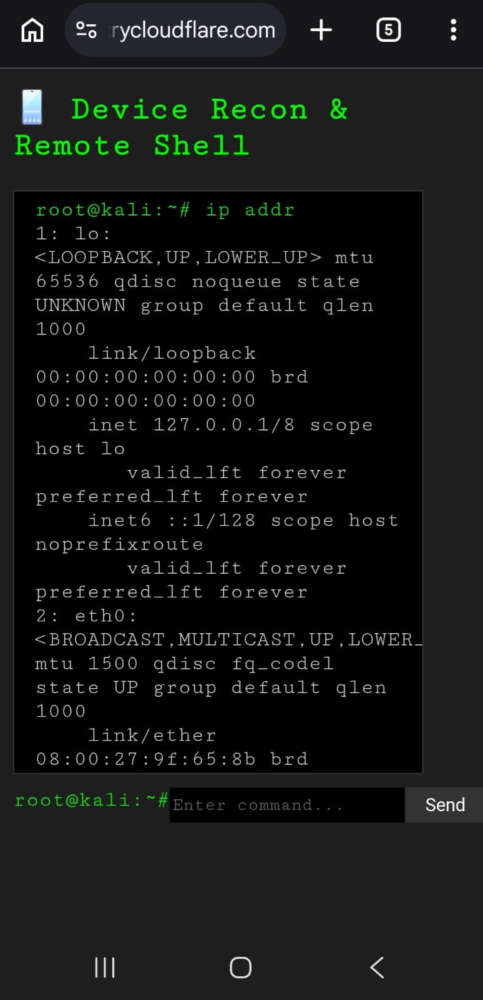 rycloudflare.com
5
Device Recon &
Remote Shell
root@kali:~# ip addr
1: lo:
<LOOPBACK,UP,LOWER_UP> mtu
65536 qdisc noqueue state
UNKNOWN group default qlen
1000
link/loopback
00:00:00:00:00:00 brd
00:00:00:00:00:00
inet 127.0.0.1/8 scope
host lo
valid_lft forever
preferred_lft forever
inet6 ::1/128 scope host
noprefixroute
valid_lft forever
preferred_lft forever
2: eth0:
<BROADCAST,MULTICAST,UP,LOWER_
mtu 1500 qdisc fq_codel
state UP group default qlen
1000
link/ether
08:00:27:9f:65:8b brd
root@kali:~# Enter command... Send